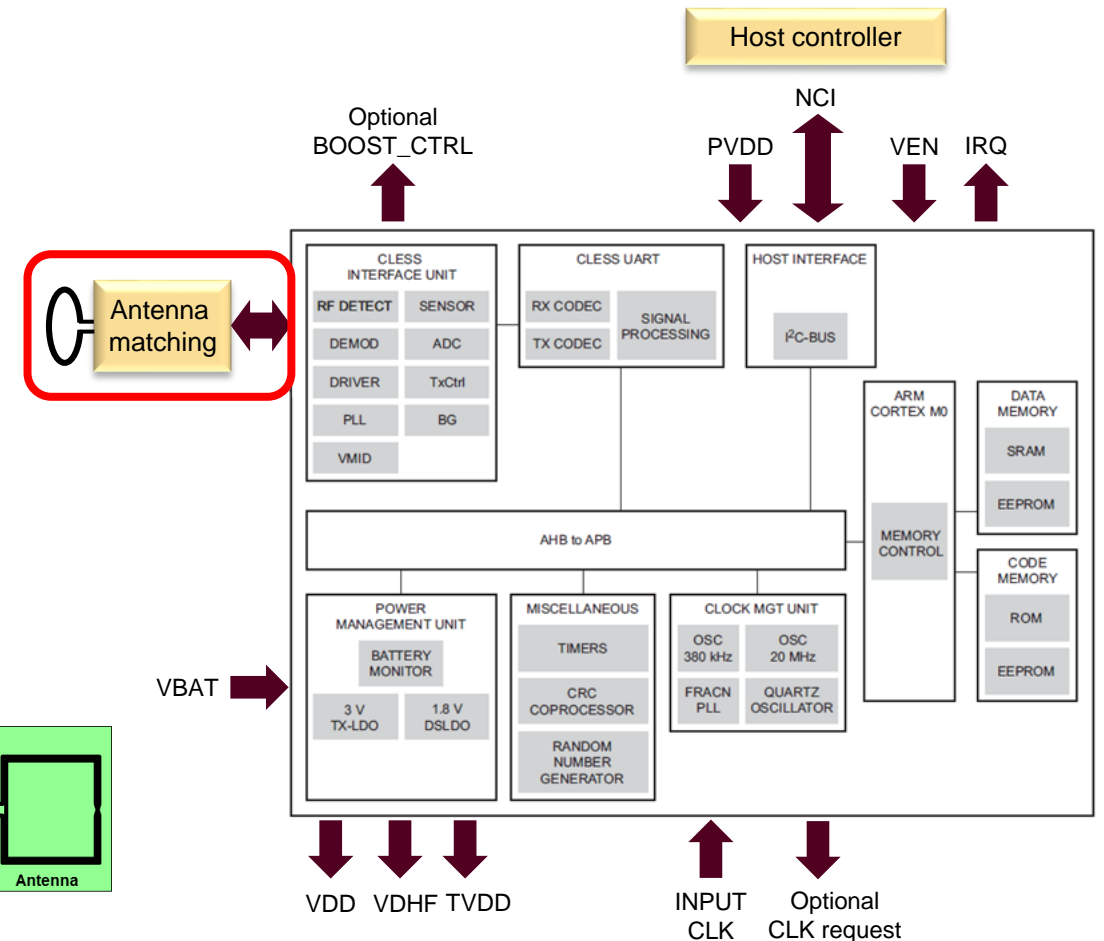 Host controller
NCI
Optional
BOOST_CTRL
PVDD
VEN
IRQ
Antenna
matching
CLESS
INTERFACE UNIT
RF DETECT
SENSOR
DEMOD
ADC
DRIVER
TxCtrl
PLL
BG
VMID
CLESS UART
RX CODEC
TX CODEC
SIGNAL
PROCESSING
HOST INTERFACE
I²C-BUS
ARM
CORTEX M0
MEMORY
CONTROL
DATA
MEMORY
SRAM
EEPROM
CODE
MEMORY
ROM
EEPROM
AHB to APB
POWER
MANAGEMENT UNIT
BATTERY
MONITOR
3 V
TX-LDO
1.8 V
DSLDO
MISCELLANEOUS
TIMERS
CRC
COPROCESSOR
RANDOM
NUMBER
GENERATOR
CLOCK MGT UNIT
OSC
380 kHz
OSC
20 MHz
FRACN
PLL
QUARTZ
OSCILLATOR
VBAT
Antenna
VDD
VDHF
TVDD
INPUT
CLK
Optional
CLK request